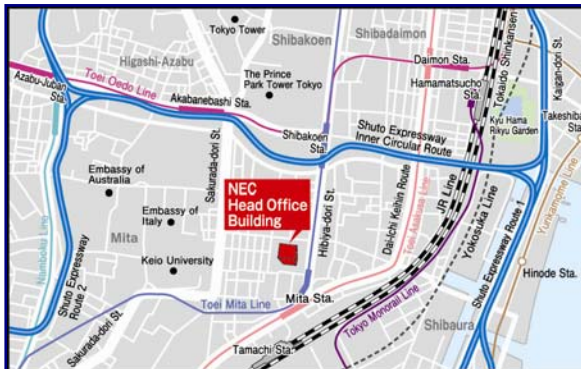 Tokyo Tower
Shibakoen
Shibadaimon
Higashi-Azabu
Azabu-Juban
Sta.
Toei Oedo Line
Akabanebashi Sta.
The Prince
Park Tower Tokyo
Daimon Sta.
Hamamatsucho
Sta.
Tokaido Shinkansen
Kaigan-dori St.
Kyu Hama
Rikyu Garden
Takeshiba
Sta.
Shibakoen
Sta.
Shuto Expressway
Inner Circular Route
Embassy of
Australia
Sakurada-dori St.
NEC
Head Office
Building
Hibiya-dori St.
Dai-Ichi Keihin Route
Toei Asakusa Line
JR Line
Yokosuka Line
Shuto Expressway Route 1
Yurikamome Line
Namboku Line
Shuto Expressway
Route 2
Mita
Embassy of
Italy
Keio University
Hinode Sta.
Toei Mita Line
Mita Sta.
Tokyo Monorail Line
Shibaura
Sakurada-dori St.
Tamachi Sta.